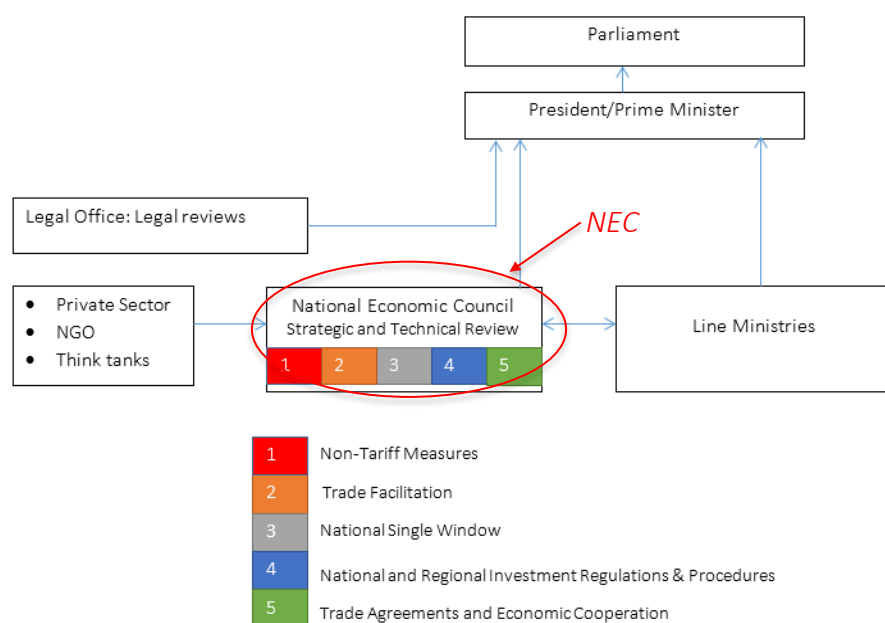 Parliament
President/Prime Minister
Legal Office: Legal reviews
NEC
• Private Sector
• NGO
• Think tanks
National Economic Council
Strategic and Technical Review
1 2 3 4 5
Line Ministries
1 Non-Tariff Measures
2 Trade Facilitation
3 National Single Window
4 National and Regional Investment Regulations & Procedures
5 Trade Agreements and Economic Cooperation